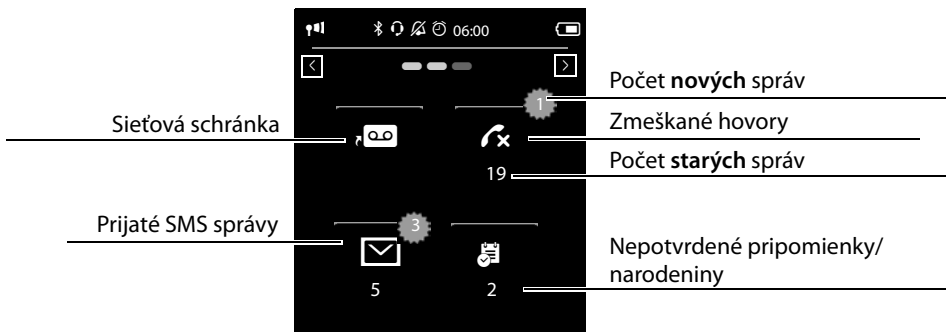 06:00
Počet nových správ
1
Sieťová schránka
Zmeškané hovory
19
Počet starých správ
Prijaté SMS správy
3
Nepotvrdené pripomienky/
narodeniny
5
2